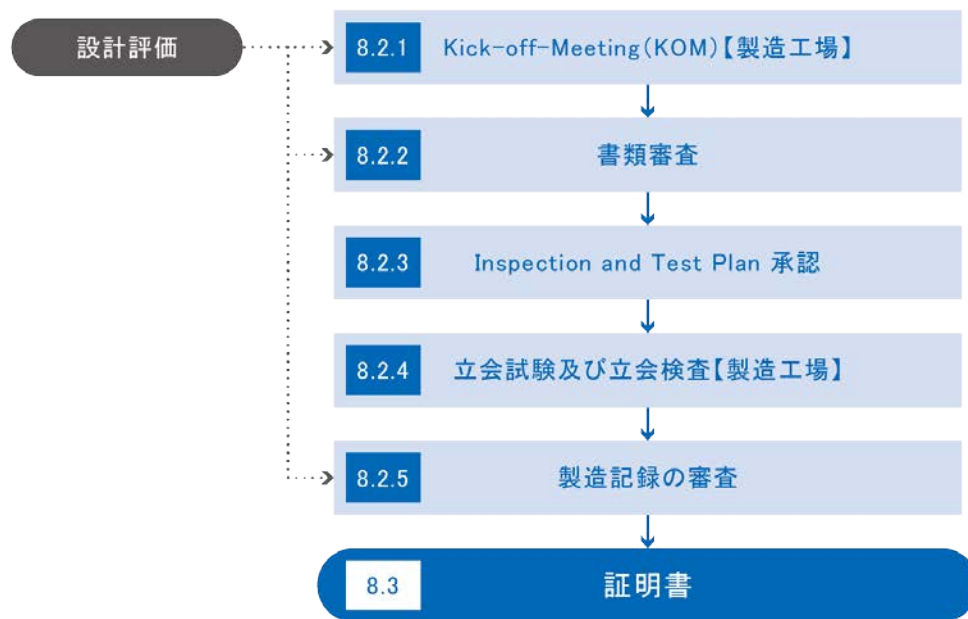 設計評価
8.2.1 Kick-off-Meeting(KOM)【製造工場】
8.2.2 書類審査
8.2.3 Inspection and Test Plan 承認
8.2.4 立会試験及び立会検査【製造工場】
8.2.5 製造記録の審査
8.3 証明書